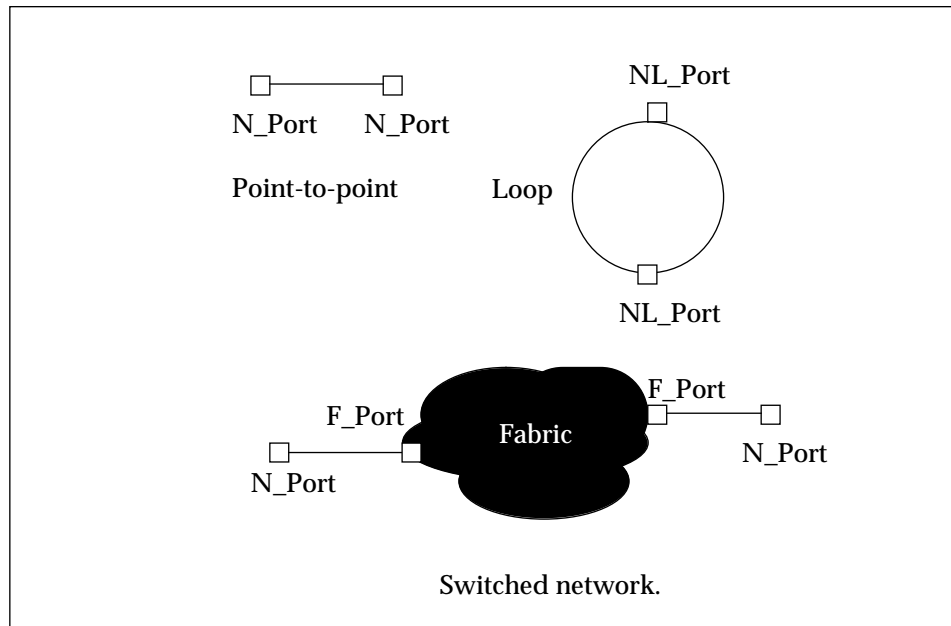 NL_Port
N_Port N_Port
Point-to-point
Loop
NL_Port
F_Port
F_Port
Fabric
N_Port
N_Port
Switched network.